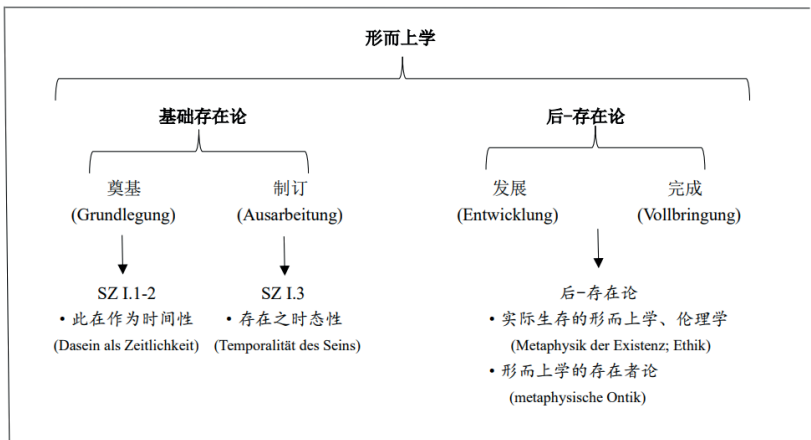 形而上学
基础存在论
后-存在论
奠基
(Grundlegung)
制订
(Ausarbeitung)
发展
(Entwicklung)
完成
(Vollbringung)
SZ I.1-2
• 此在作为时间性
(Dasein als Zeitlichkeit)
SZ I.3
• 存在之时态性
(Temporalität des Seins)
后-存在论
• 实际生存的形而上学、伦理学
(Metaphysik der Existenz; Ethik)
• 形而上学的存在者论
(metaphysische Ontik)